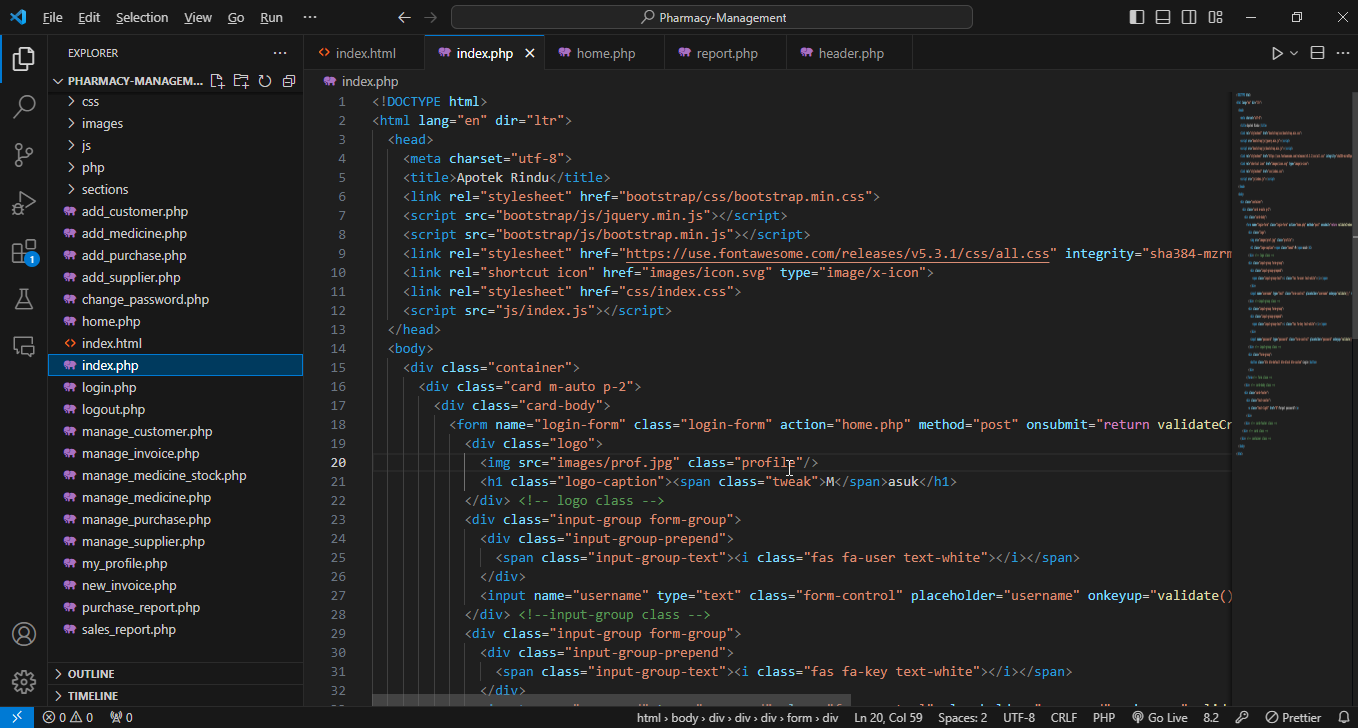 File Edit Selection View Go Run ··· Pharmacy-Management
EXPLORER ···
PHARMACY-MANAGEM...
css
images
js
php
sections
add_customer.php
add_medicine.php
add_purchase.php
add_supplier.php
change_password.php
home.php
index.html
index.php
login.php
logout.php
manage_customer.php
manage_invoice.php
manage_medicine_stock.php
manage_medicine.php
manage_purchase.php
manage_supplier.php
my_profile.php
new_invoice.php
purchase_report.php
sales_report.php
OUTLINE
TIMELINE
1
index.html index.php home.php report.php header.php
index.php
1 <!DOCTYPE html>
2 <html lang="en" dir="ltr">
3 <head>
4 <meta charset="utf-8">
5 <title>Apotek Rindu</title>
6 <link rel="stylesheet" href="bootstrap/css/bootstrap.min.css">
7 <script src="bootstrap/js/jquery.min.js"></script>
8 <script src="bootstrap/js/bootstrap.min.js"></script>
9 <link rel="stylesheet" href="https://use.fontawesome.com/releases/v5.3.1/css/all.css" integrity="sha384-mzrm
10 <link rel="shortcut icon" href="images/icon.svg" type="image/x-icon">
11 <link rel="stylesheet" href="css/index.css">
12 <script src="js/index.js"></script>
13 </head>
14 <body>
15 <div class="container">
16 <div class="card m-auto p-2">
17 <div class="card-body">
18 <form name="login-form" class="login-form" action="home.php" method="post" onsubmit="return validateCr
19 <div class="logo">
20 <img src="images/prof.jpg" class="profile"/>
21 <h1 class="logo-caption"><span class="tweak">M</span>asuk</h1>
22 </div> <!-- logo class -->
23 <div class="input-group form-group">
24 <div class="input-group-prepend">
25 <span class="input-group-text"><i class="fas fa-user text-white"></i></span>
26 </div>
27 <input name="username" type="text" class="form-control" placeholder="username" onkeyup="validate()
28 </div> <!--input-group class -->
29 <div class="input-group form-group">
30 <div class="input-group-prepend">
31 <span class="input-group-text"><i class="fas fa-key text-white"></i></span>
32 </div>
0 0 0 html › body › div › div › div › form › div Ln 20, Col 59 Spaces: 2 UTF-8 CRLF PHP Go Live 8.2 Prettier